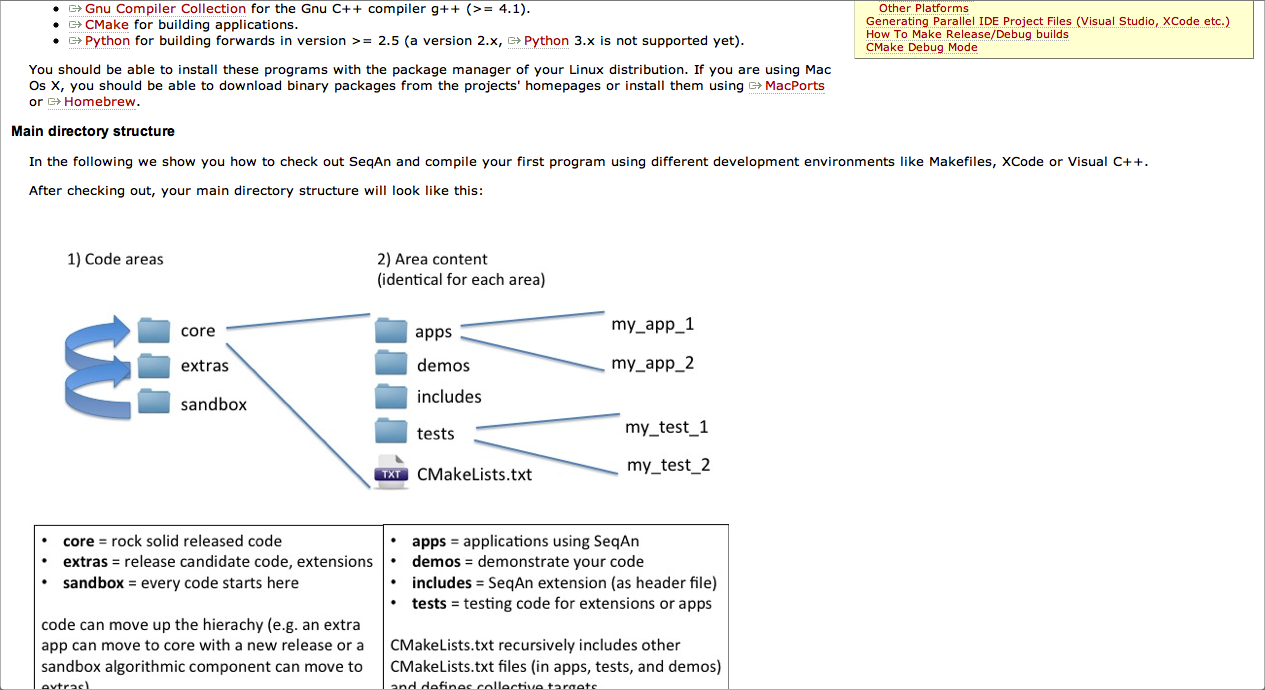 Gnu Compiler Collection for the Gnu C++ compiler g++ (>= 4.1).
CMake for building applications.
Python for building forwards in version >= 2.5 (a version 2.x, Python 3.x is not supported yet).
Other Platforms
Generating Parallel IDE Project Files (Visual Studio, XCode etc.)
How To Make Release/Debug builds
CMake Debug Mode
You should be able to install these programs with the package manager of your Linux distribution. If you are using Mac
Os X, you should be able to download binary packages from the projects' homepages or install them using MacPorts
or Homebrew.
Main directory structure
In the following we show you how to check out SeqAn and compile your first program using different development environments like Makefiles, XCode or Visual C++.
After checking out, your main directory structure will look like this:
1) Code areas
core
extras
sandbox
2) Area content
(identical for each area)
apps
demos
includes
tests
TXT CMakeLists.txt
my_app_1
my_app_2
my_test_1
my_test_2
• core = rock solid released code
• extras = release candidate code, extensions
• sandbox = every code starts here
code can move up the hierachy (e.g. an extra
app can move to core with a new release or a
sandbox algorithmic component can move to
extras)
• apps = applications using SeqAn
• demos = demonstrate your code
• includes = SeqAn extension (as header file)
• tests = testing code for extensions or apps
CMakeLists.txt recursively includes other
CMakeLists.txt files (in apps, tests, and demos)
and defines collective targets